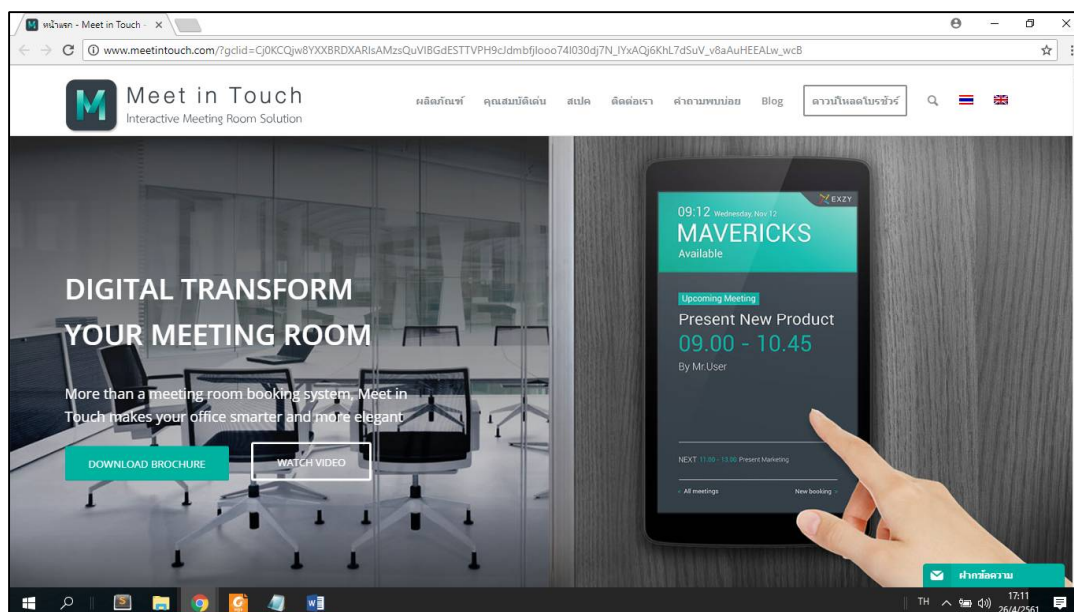 หน้าแรก - Meet in Touch -
www.meetintouch.com/?gclid=Cj0KCQjw8YXXBRDXARIsAMzsQuVIBGdESTTVPH9cJdmbfjlooo74I030dj7N_IYxAQj6KhL7dSuV_v8aAuHEEALw_wcB
Meet in Touch
Interactive Meeting Room Solution
ผลิตภัณฑ์ คุณสมบัติเด่น สเปค ติดต่อเรา คำถามพบบ่อย Blog ดาวน์โหลดโบรชัวร์
DIGITAL TRANSFORM
YOUR MEETING ROOM
More than a meeting room booking system, Meet in
Touch makes your office smarter and more elegant
DOWNLOAD BROCHURE WATCH VIDEO
EXZY
09:12 Wednesday, Nov 12
MAVERICKS
Available
Upcoming Meeting
Present New Product
09.00 - 10.45
By Mr.User
NEXT 11.00 - 13.30 Present Marketing
All meetings New booking
ฝากข้อความ
TH 17:11
26/4/2561